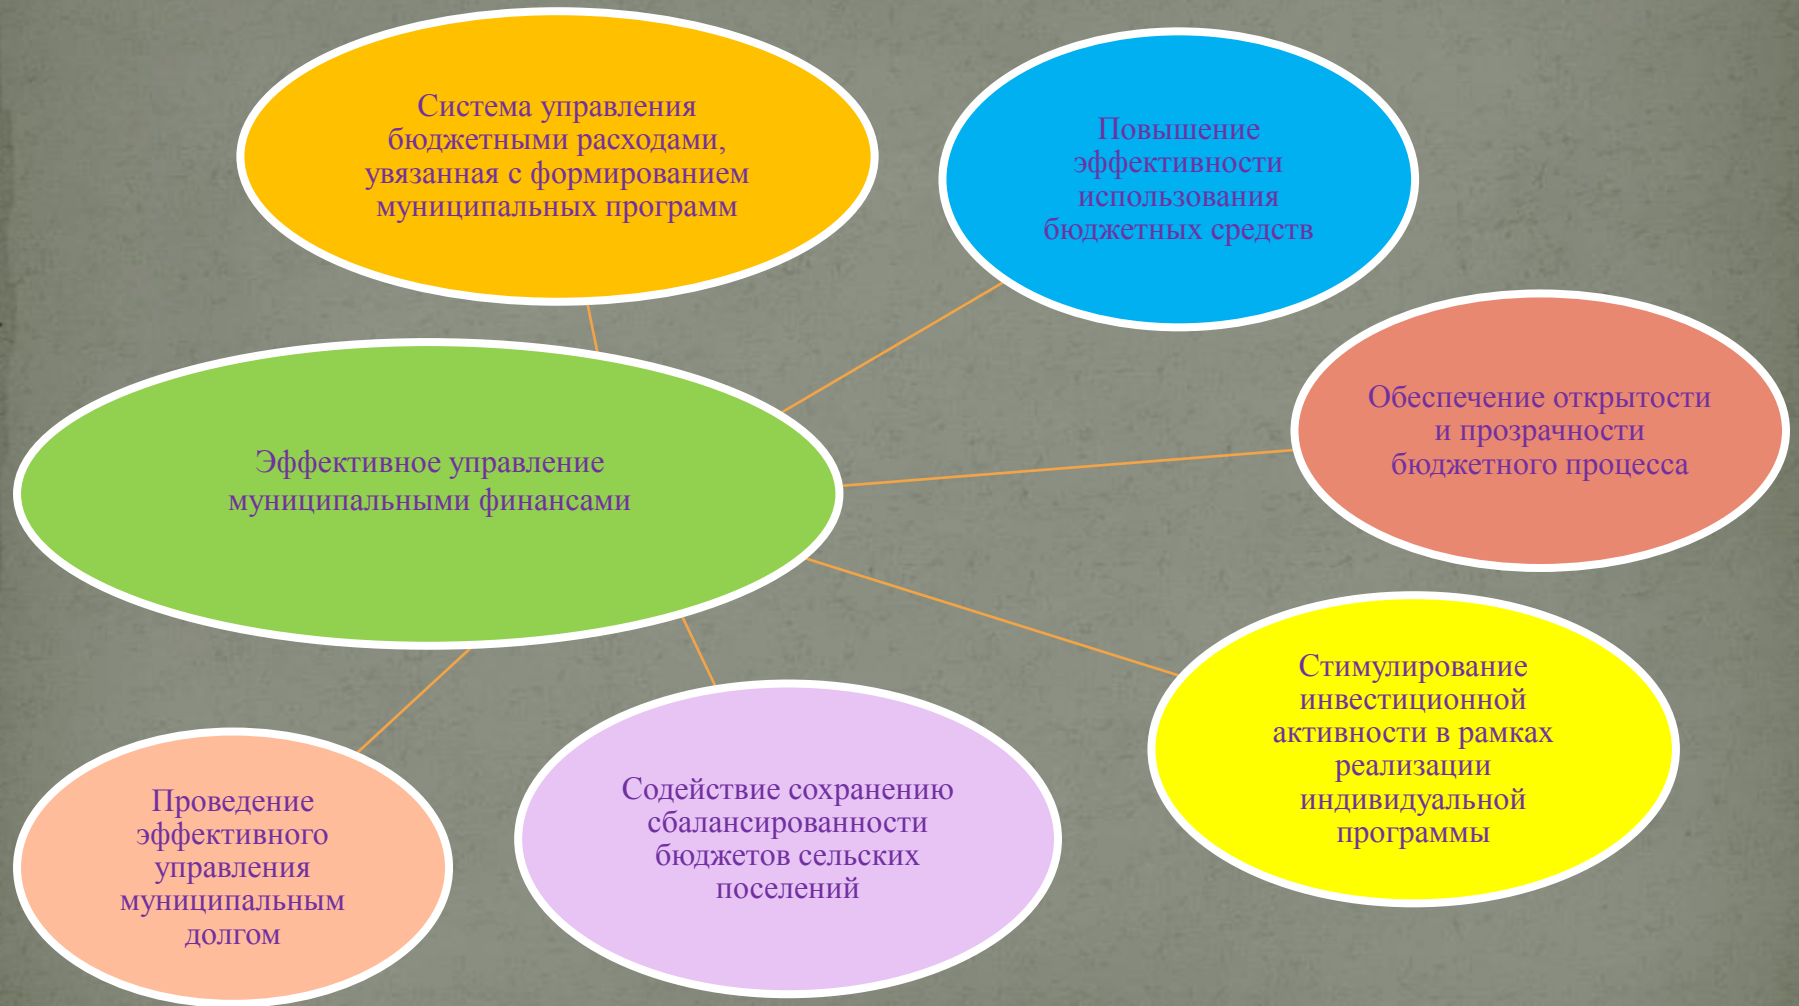 Система управления
бюджетными расходами,
увязанная с формированием
муниципальных программ
Повышение
эффективности
использования
бюджетных средств
Обеспечение открытости
и прозрачности
бюджетного процесса
Эффективное управление
муниципальными финансами
Стимулирование
инвестиционной
активности в рамках
реализации
индивидуальной
программы
Содействие сохранению
сбалансированности
бюджетов сельских
поселений
Проведение
эффективного
управления
муниципальным
долгом